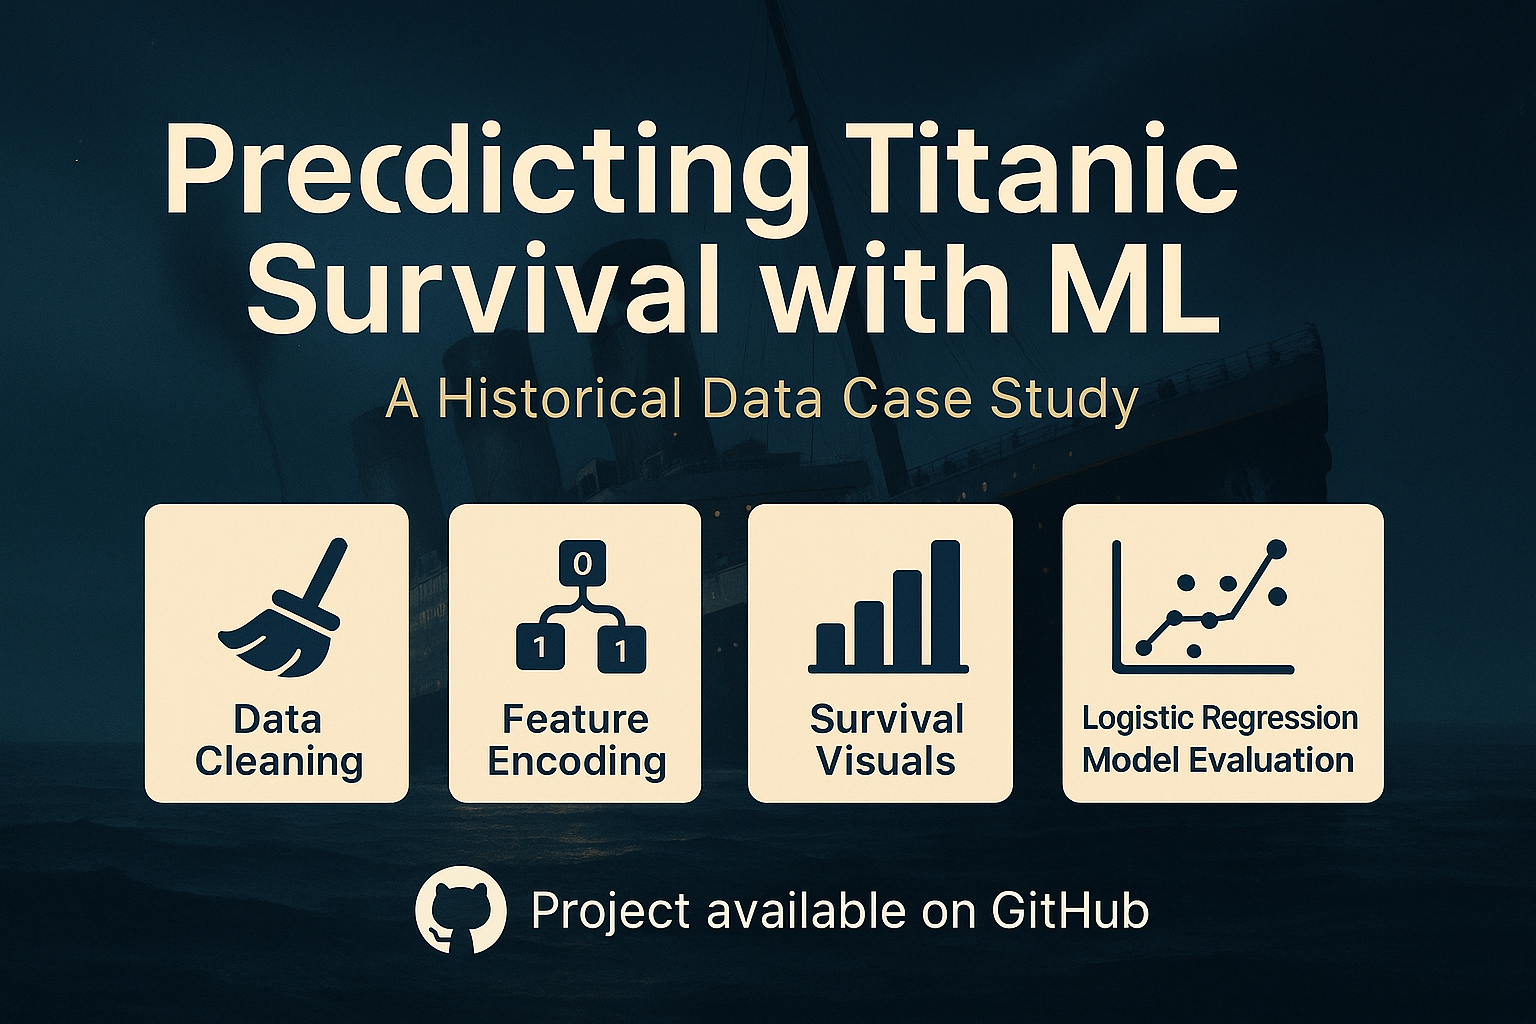 Precdicting Titanic
Survival with ML
A Historical Data Case Study
0
1 1
Data
Cleaning
Feature
Encoding
Survival
Visuals
Logistic Regression
Model Evaluation
Project available on GitHub